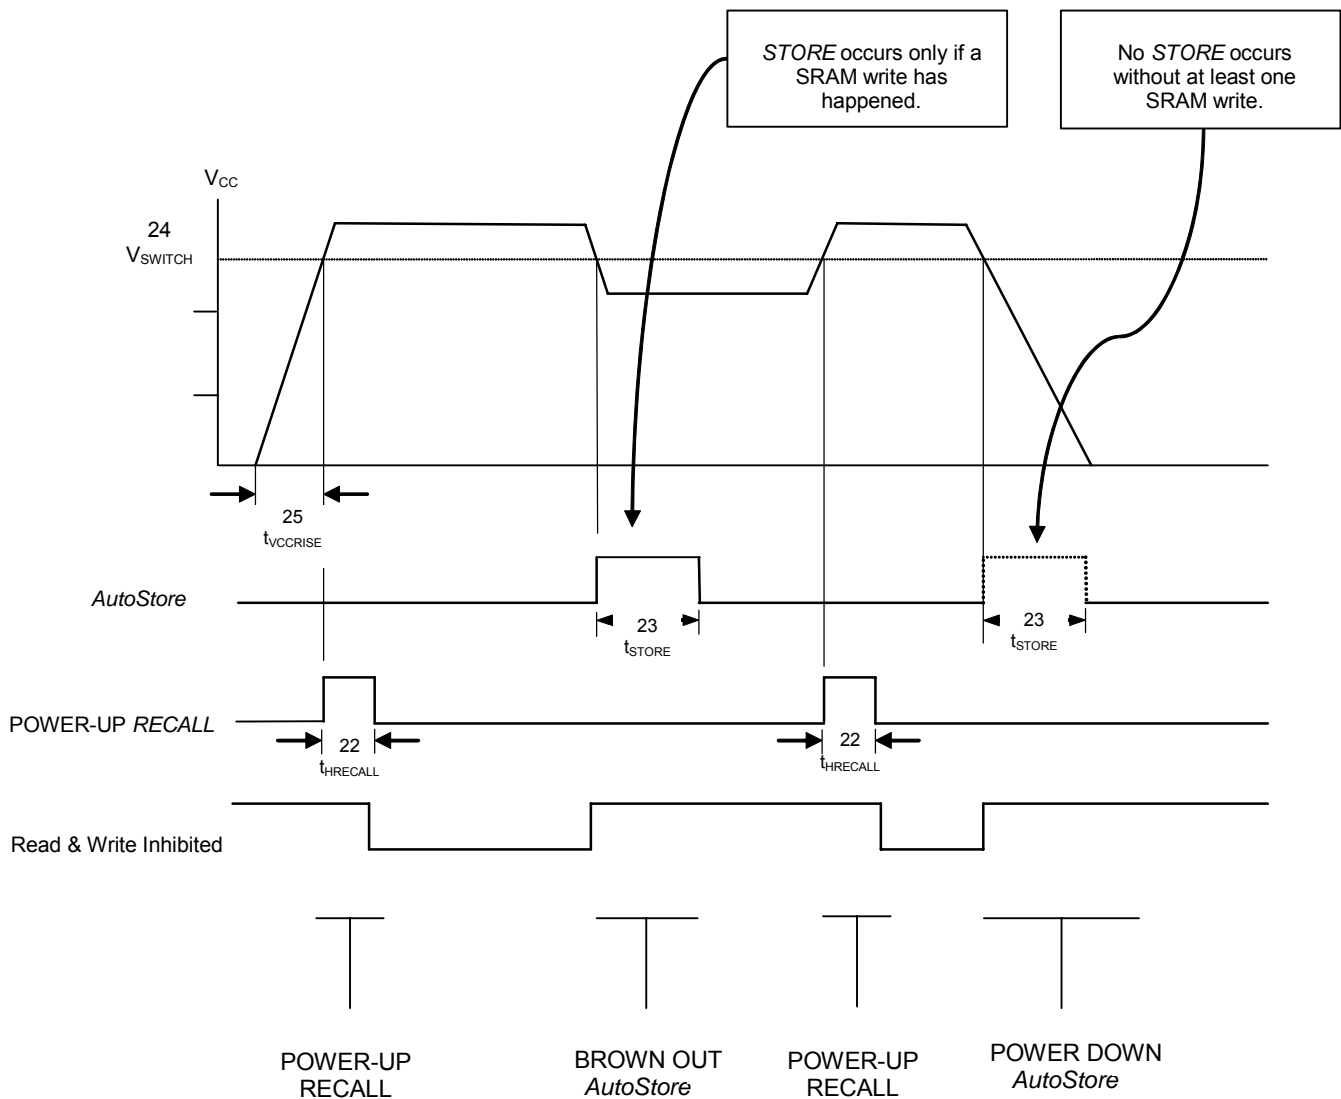 STORE occurs only if a
SRAM write has
happened.
No STORE occurs
without at least one
SRAM write.
VCC
24
VSWITCH
25
tVCCRISE
AutoStore
23
tSTORE
23
tSTORE
POWER-UP RECALL
22
tHRECALL
22
tHRECALL
Read & Write Inhibited
POWER-UP
RECALL
BROWN OUT
AutoStore
POWER-UP
RECALL
POWER DOWN
AutoStore